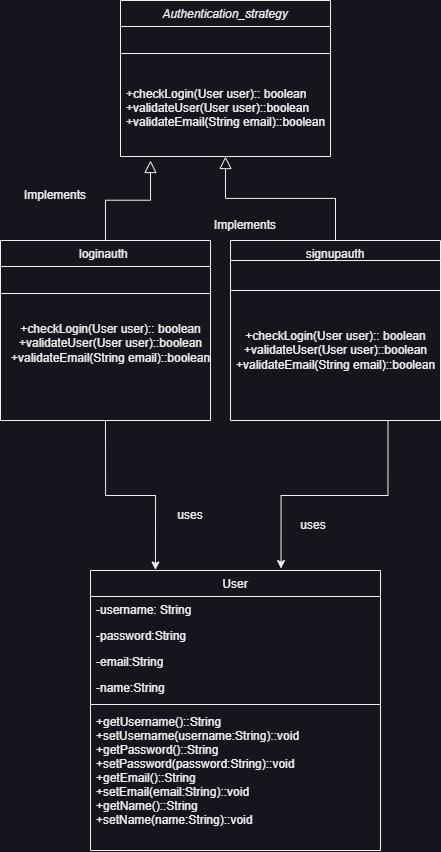 Authentication_strategy
+checkLogin(User user):: boolean
+validateUser(User user)::boolean
+validateEmail(String email)::boolean
Implements
Implements
loginauth
+checkLogin(User user):: boolean
+validateUser(User user)::boolean
+validateEmail(String email)::boolean
signupauth
+checkLogin(User user):: boolean
+validateUser(User user)::boolean
+validateEmail(String email)::boolean
uses
uses
User
-username: String
-password:String
-email:String
-name:String
+getUsername()::String
+setUsername(username:String)::void
+getPassword()::String
+setPassword(password:String)::void
+getEmail()::String
+setEmail(email:String)::void
+getName()::String
+setName(name:String)::void